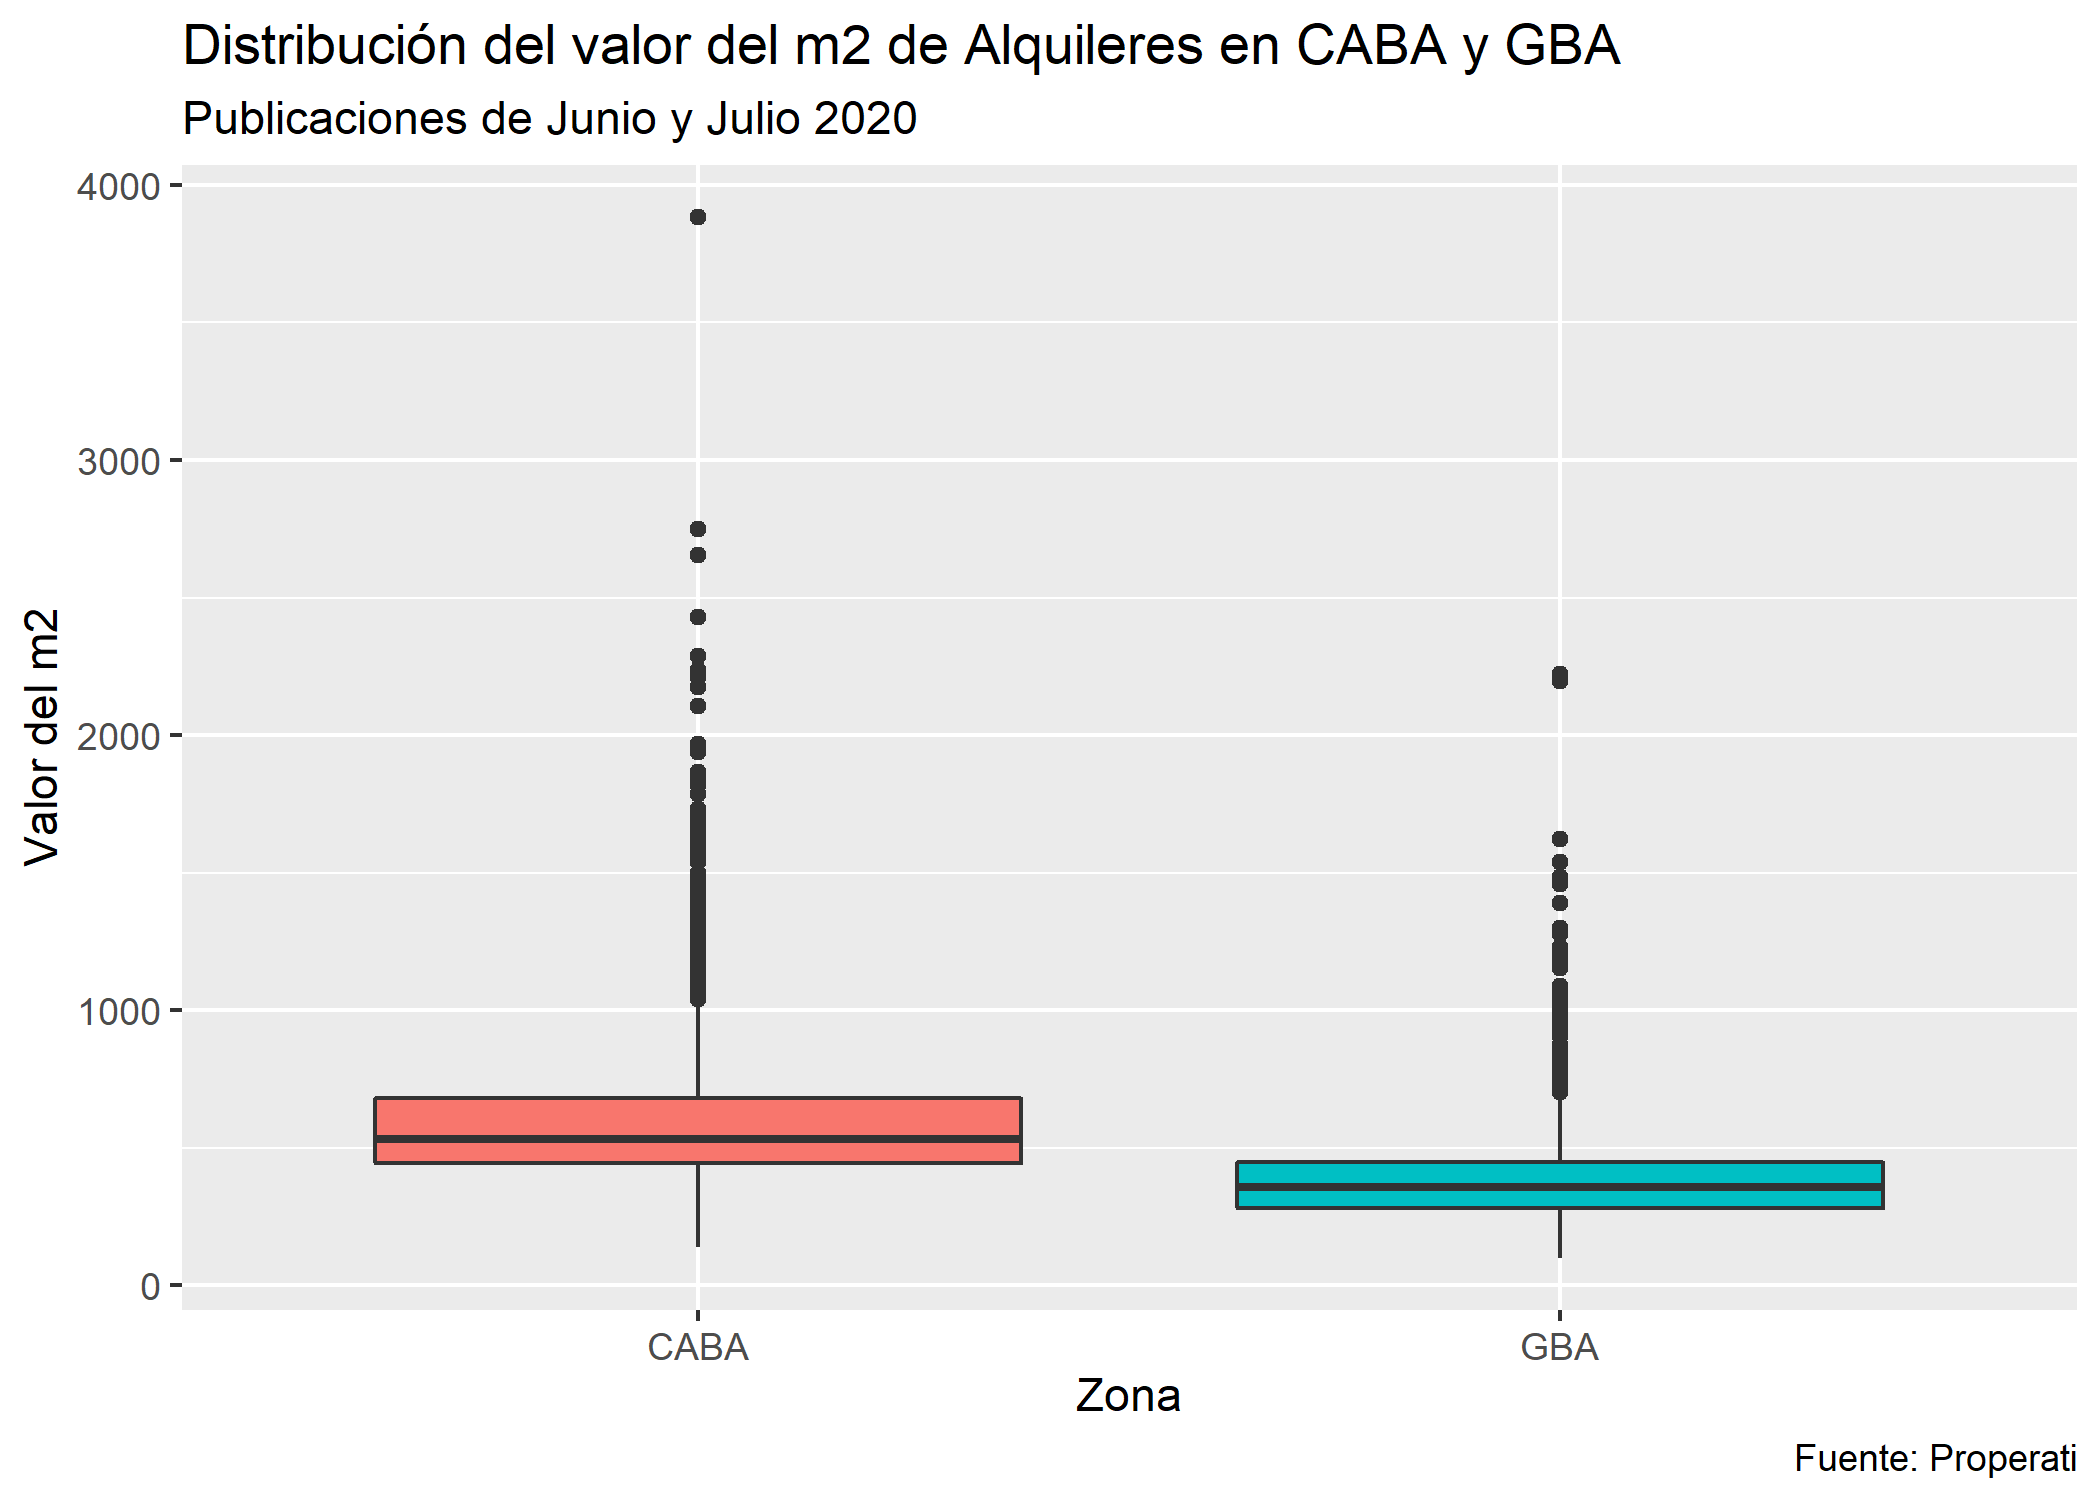 Distribución del valor del m2 de Alquileres en CABA y GBA
Publicaciones de Junio y Julio 2020
Valor del m2
4000
3000
2000
1000
0
CABA
GBA
Zona
Fuente: Properati